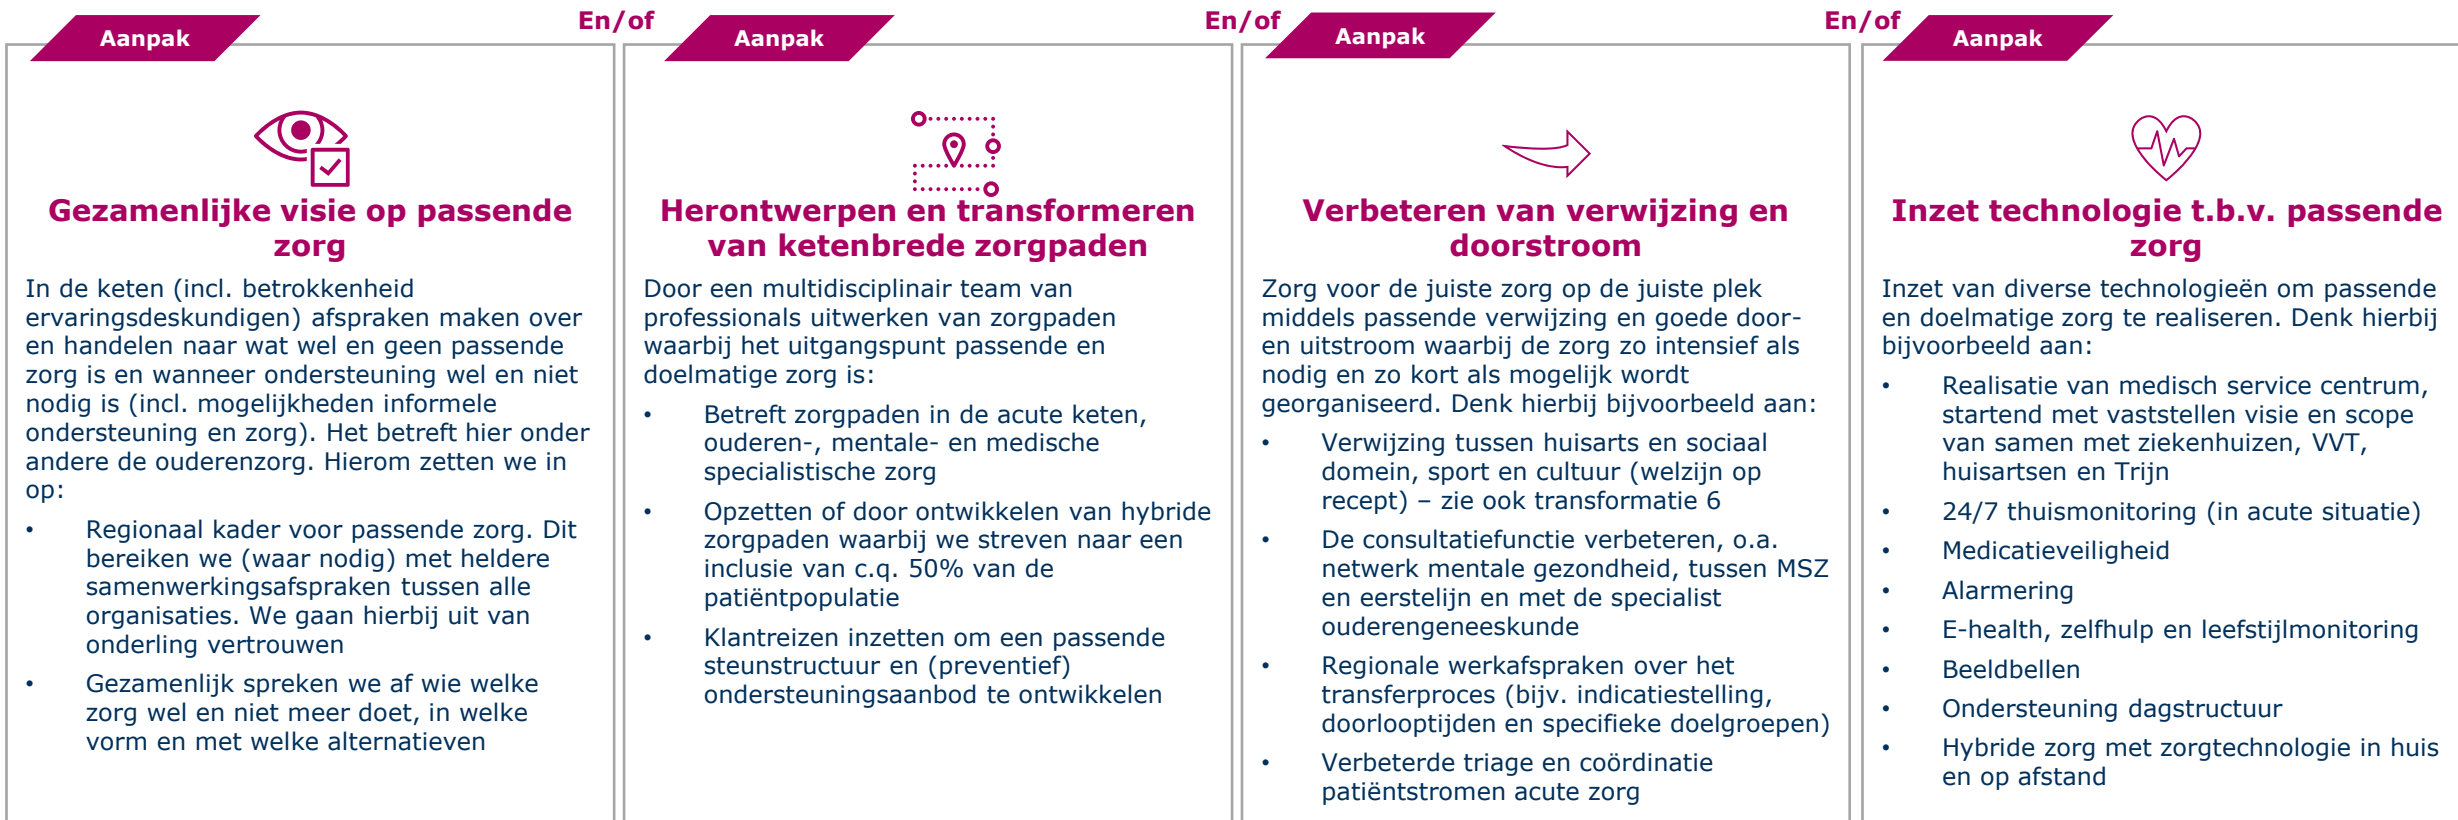 Aanpak
Gezamenlijke visie op passende
zorg
In de keten (incl. betrokkenheid
ervaringsdeskundigen) afspraken maken over
en handelen naar wat wel en geen passende
zorg is en wanneer ondersteuning wel en niet
nodig is (incl. mogelijkheden informele
ondersteuning en zorg). Het betreft hier onder
andere de ouderenzorg. Hierom zetten we in
op:
• Regionaal kader voor passende zorg. Dit
bereiken we (waar nodig) met heldere
samenwerkingsafspraken tussen alle
organisaties. We gaan hierbij uit van
onderling vertrouwen
• Gezamenlijk spreken we af wie welke
zorg wel en niet meer doet, in welke
vorm en met welke alternatieven
En/of
Aanpak
Herontwerpen en transformeren
van ketenbrede zorgpaden
Door een multidisciplinair team van
professionals uitwerken van zorgpaden
waarbij het uitgangspunt passende en
doelmatige zorg is:
• Betreft zorgpaden in de acute keten,
ouderen-, mentale- en medische
specialistische zorg
• Opzetten of door ontwikkelen van hybride
zorgpaden waarbij we streven naar een
inclusie van c.q. 50% van de
patiëntpopulatie
• Klantreizen inzetten om een passende
steunstructuur en (preventief)
ondersteuningsaanbod te ontwikkelen
En/of
Aanpak
Verbeteren van verwijzing en
doorstroom
Zorg voor de juiste zorg op de juiste plek
middels passende verwijzing en goede door-
en uitstroom waarbij de zorg zo intensief als
nodig en zo kort als mogelijk wordt
georganiseerd. Denk hierbij bijvoorbeeld aan:
• Verwijzing tussen huisarts en sociaal
domein, sport en cultuur (welzijn op
recept) – zie ook transformatie 6
• De consultatiefunctie verbeteren, o.a.
netwerk mentale gezondheid, tussen MSZ
en eerstelijn en met de specialist
ouderengeneeskunde
• Regionale werkafspraken over het
transferproces (bijv. indicatiestelling,
doorlooptijden en specifieke doelgroepen)
• Verbeterde triage en coördinatie
patiëntstromen acute zorg
En/of
Aanpak
Inzet technologie t.b.v. passende
zorg
Inzet van diverse technologieën om passende
en doelmatige zorg te realiseren. Denk hierbij
bijvoorbeeld aan:
• Realisatie van medisch service centrum,
startend met vaststellen visie en scope
van samen met ziekenhuizen, VVT,
huisartsen en Trijn
• 24/7 thuismonitoring (in acute situatie)
• Medicatieveiligheid
• Alarmering
• E-health, zelfhulp en leefstijlmonitoring
• Beeldbellen
• Ondersteuning dagstructuur
• Hybride zorg met zorgtechnologie in huis
en op afstand